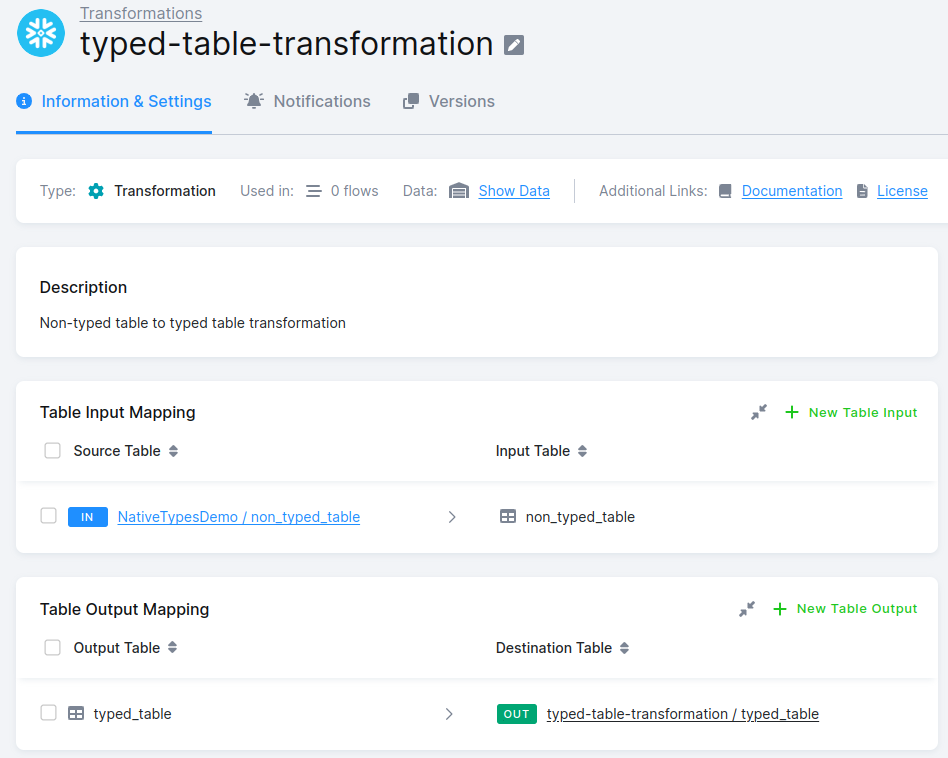 Transformations
typed-table-transformation
Information & Settings Notifications Versions
Type: Transformation Used in: 0 flows Data: Show Data Additional Links: Documentation License
Description
Non-typed table to typed table transformation
Table Input Mapping New Table Input
Source Table Input Table
IN NativeTypesDemo / non_typed_table non_typed_table
Table Output Mapping New Table Output
Output Table Destination Table
typed_table OUT typed-table-transformation / typed_table